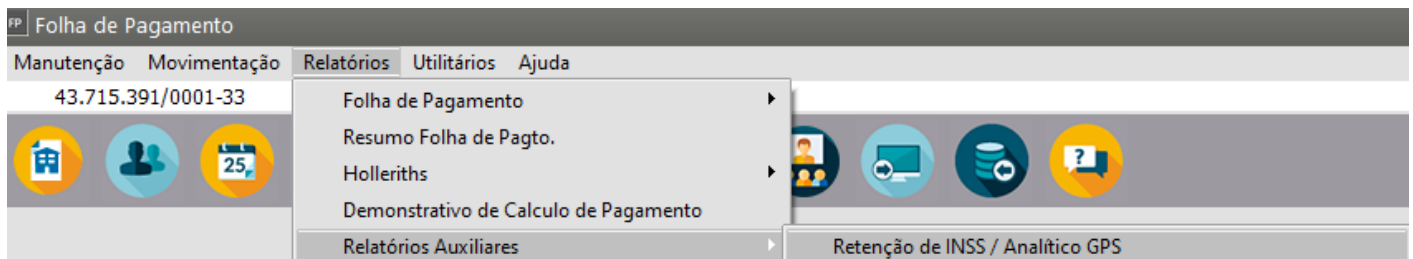 FP Folha de Pagamento
Manutenção Movimentação Relatórios Utilitários Ajuda
43.715.391/0001-33
Folha de Pagamento
Resumo Folha de Pagto.
Holleriths
Demonstrativo de Calculo de Pagamento
Relatórios Auxiliares
Retenção de INSS / Analítico GPS
25
?